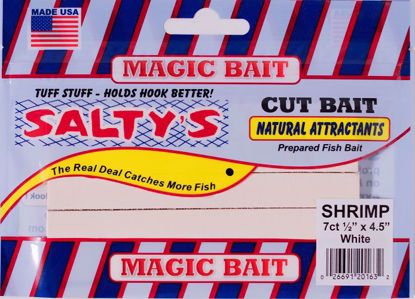 MADE USA
MAGIC BAIT
TUFF STUFF - HOLDS HOOK BETTER!
SALTY'S
CUT BAIT
NATURAL ATTRACTANTS
Prepared Fish Bait
The Real Deal Catches More Fish
SHRIMP
7ct ½" x 4.5"
White
0 26691 20163 2
MAGIC BAIT